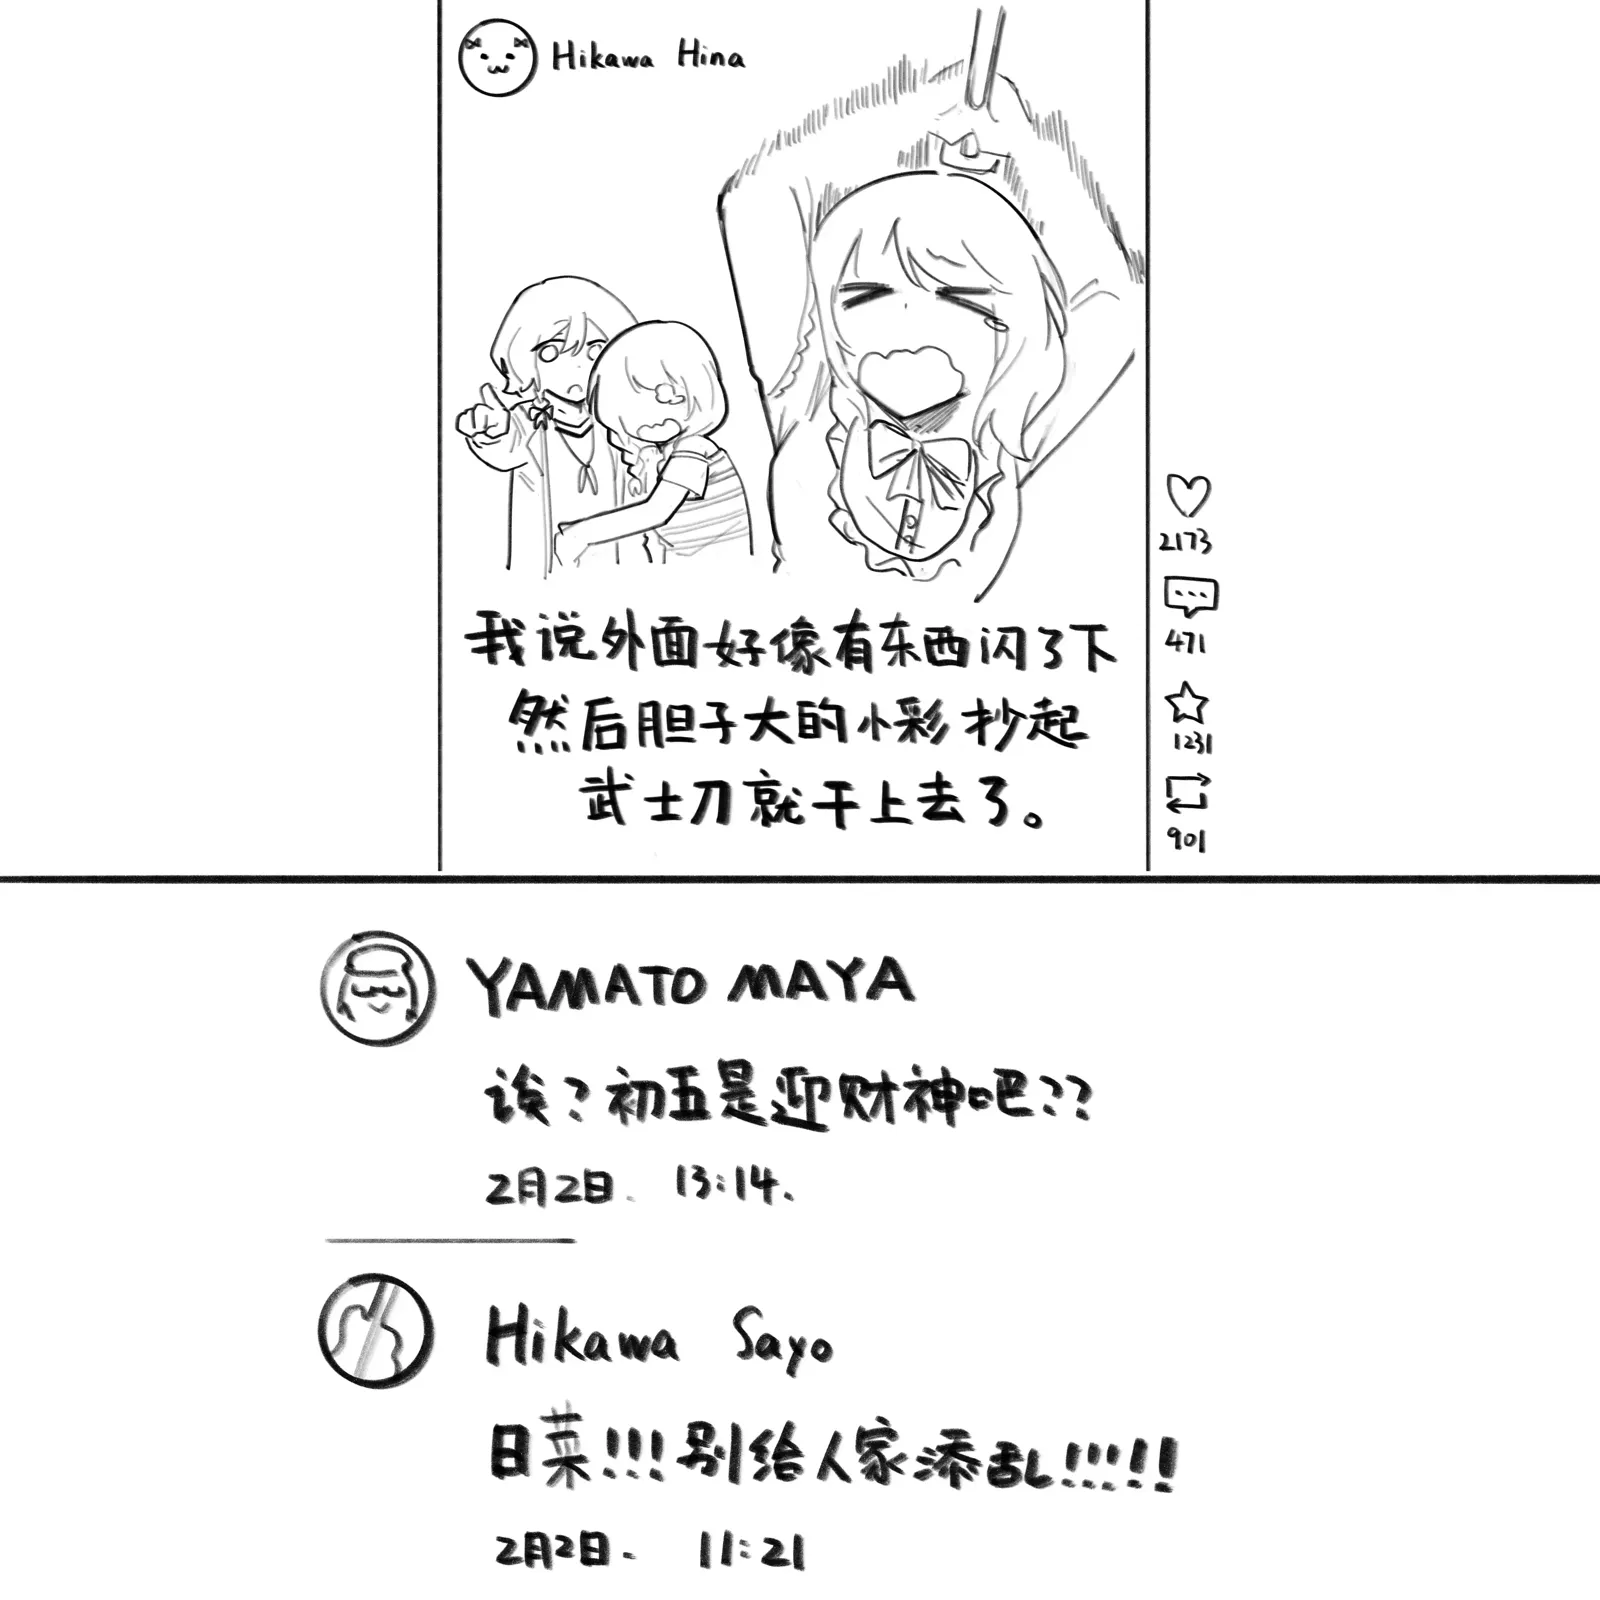 Hikawa Hina
2173
471
1231
901
我说外面好像有东西闪了下
然后胆子大的小彩抄起
武士刀就干上去了。
YAMATO MAYA
诶？初五是迎财神吧？？
2月2日. 13:14.
Hikawa Sayo
日菜!!!别给人家添乱!!!!!
2月2日. 11:21